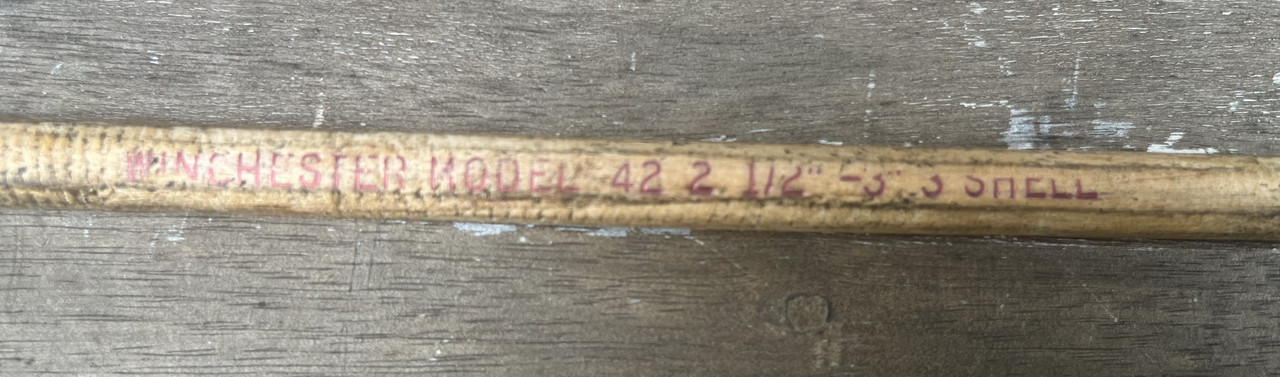 WINCHESTER MODEL 42 2 1/2" -3" 3 SHELL